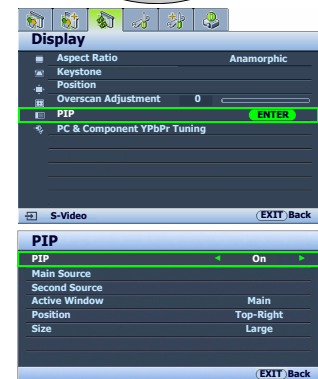 Display
Aspect Ratio Anamorphic
Keystone
Position
Overscan Adjustment 0
PIP ENTER
PC & Component YPbPr Tuning
S-Video EXIT Back
PIP
PIP On
Main Source
Second Source
Active Window Main
Position Top-Right
Size Large
EXIT Back